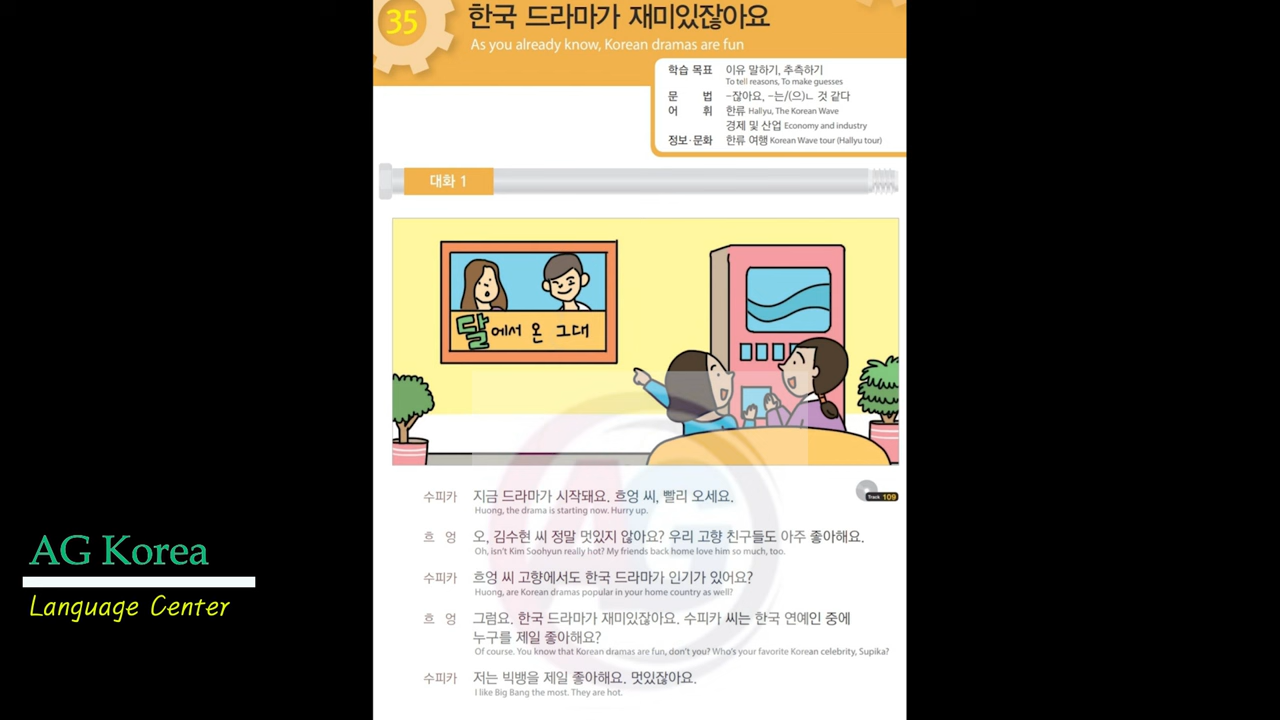 35
한국 드라마가 재미있잖아요
As you already know, Korean dramas are fun
학습 목표 이유 말하기, 추측하기
To tell reasons, To make guesses
문 법 -잖아요, -는/(으)ㄴ 것 같다
어 휘 한류 Hallyu, The Korean Wave
경제 및 산업 Economy and industry
정보·문화 한류 여행 Korean Wave tour (Hallyu tour)
대화 1
달에서 온 그대
Track 109
수피카 지금 드라마가 시작돼요. 흐엉 씨, 빨리 오세요.
Huong, the drama is starting now. Hurry up.
흐 엉 오, 김수현 씨 정말 멋있지 않아요? 우리 고향 친구들도 아주 좋아해요.
Oh, isn't Kim Soohyun really hot? My friends back home love him so much, too.
수피카 흐엉 씨 고향에서도 한국 드라마가 인기가 있어요?
Huong, are Korean dramas popular in your home country as well?
흐 엉 그럼요. 한국 드라마가 재미있잖아요. 수피카 씨는 한국 연예인 중에
누구를 제일 좋아해요?
Of course. You know that Korean dramas are fun, don't you? Who's your favorite Korean celebrity, Supika?
수피카 저는 빅뱅을 제일 좋아해요. 멋있잖아요.
I like Big Bang the most. They are hot.
AG Korea
Language Center